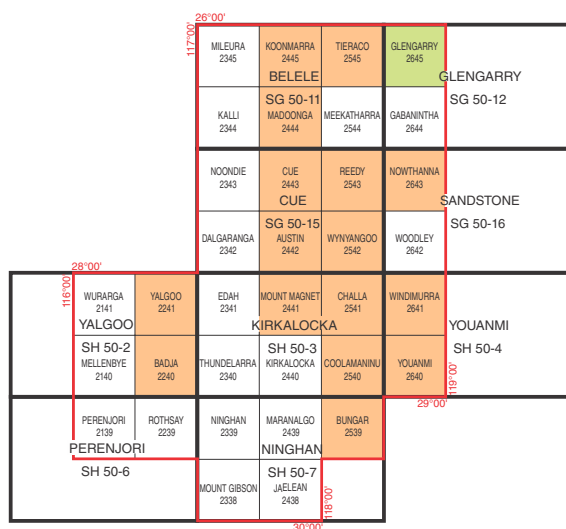 26°00'
117°00'
MILEURA
2345
KOONMARRA
2445
TIERACO
2545
GLENGARRY
2645
BELELE
GLENGARRY
SG 50-11
SG 50-12
KALLI
2344
MADOONGA
2444
MEEKATHARRA
2544
GABANINTHA
2644
NOONDIE
2343
CUE
2443
REEDY
2543
NOWTHANNA
2643
CUE
SANDSTONE
SG 50-15
SG 50-16
DALGARANGA
2342
AUSTIN
2442
WYNYANGOO
2542
WOODLEY
2642
28°00'
116°00'
WURARGA
2141
YALGOO
2241
EDAH
2341
MOUNT MAGNET
2441
CHALLA
2541
WINDIMURRA
2641
YALGOO
KIRKALOCKA
YOUANMI
SH 50-2
SH 50-3
SH 50-4
MELLENBYE
2140
BADJA
2240
THUNDELARRA
2340
KIRKALOCKA
2440
COOLAMANINU
2540
YOUANMI
2640
119°00'
29°00'
PERENJORI
2139
ROTHSAY
2239
NINGHAN
2339
MARANALGO
2439
BUNGAR
2539
PERENJORI
NINGHAN
SH 50-6
SH 50-7
MOUNT GIBSON
2338
JAELEAN
2438
118°00'
30°00'